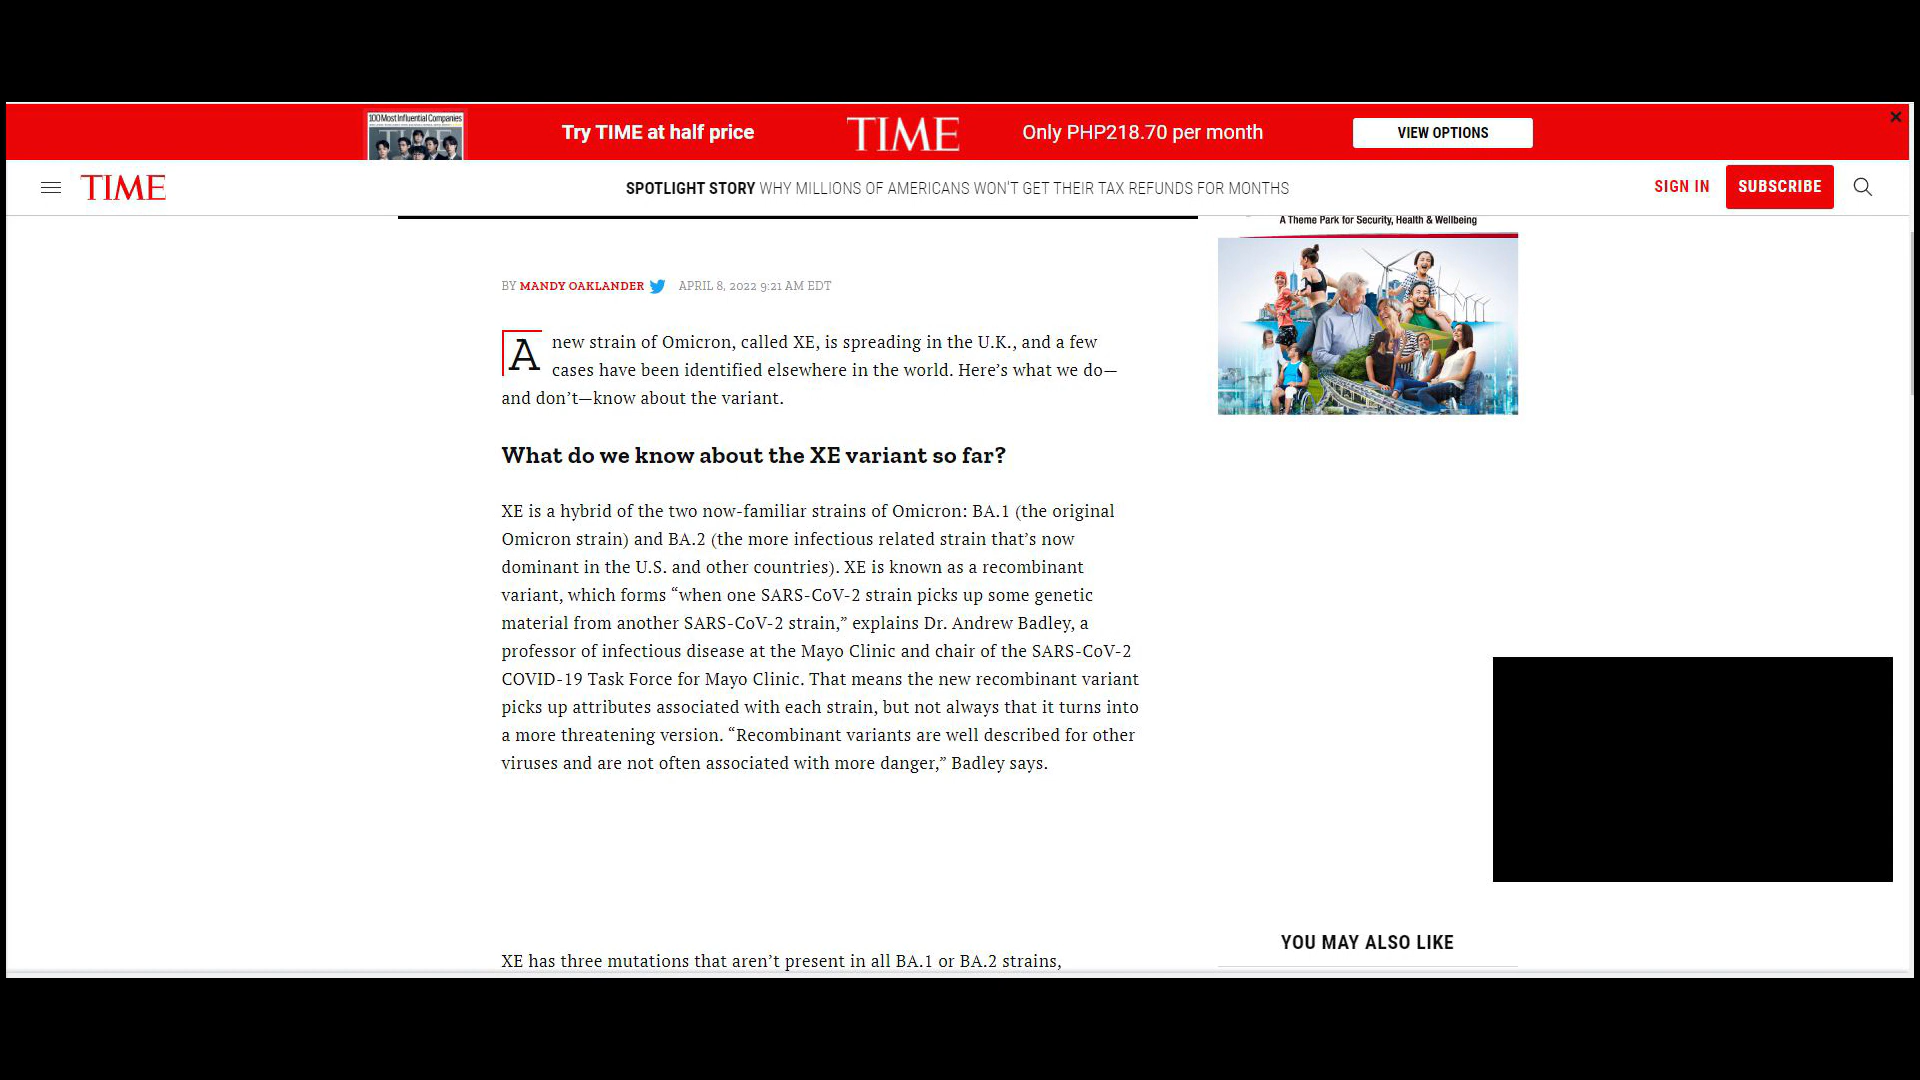 100 Most Influential Companies
Try TIME at half price
TIME
Only PHP218.70 per month
VIEW OPTIONS
TIME
SPOTLIGHT STORY WHY MILLIONS OF AMERICANS WON'T GET THEIR TAX REFUNDS FOR MONTHS
SIGN IN
SUBSCRIBE
A Theme Park for Security, Health & Wellbeing
BY MANDY OAKLANDER APRIL 8, 2022 9:21 AM EDT
A new strain of Omicron, called XE, is spreading in the U.K., and a few
cases have been identified elsewhere in the world. Here’s what we do—
and don’t—know about the variant.
What do we know about the XE variant so far?
XE is a hybrid of the two now-familiar strains of Omicron: BA.1 (the original
Omicron strain) and BA.2 (the more infectious related strain that’s now
dominant in the U.S. and other countries). XE is known as a recombinant
variant, which forms “when one SARS-CoV-2 strain picks up some genetic
material from another SARS-CoV-2 strain,” explains Dr. Andrew Badley, a
professor of infectious disease at the Mayo Clinic and chair of the SARS-CoV-2
COVID-19 Task Force for Mayo Clinic. That means the new recombinant variant
picks up attributes associated with each strain, but not always that it turns into
a more threatening version. “Recombinant variants are well described for other
viruses and are not often associated with more danger,” Badley says.
YOU MAY ALSO LIKE
XE has three mutations that aren’t present in all BA.1 or BA.2 strains,